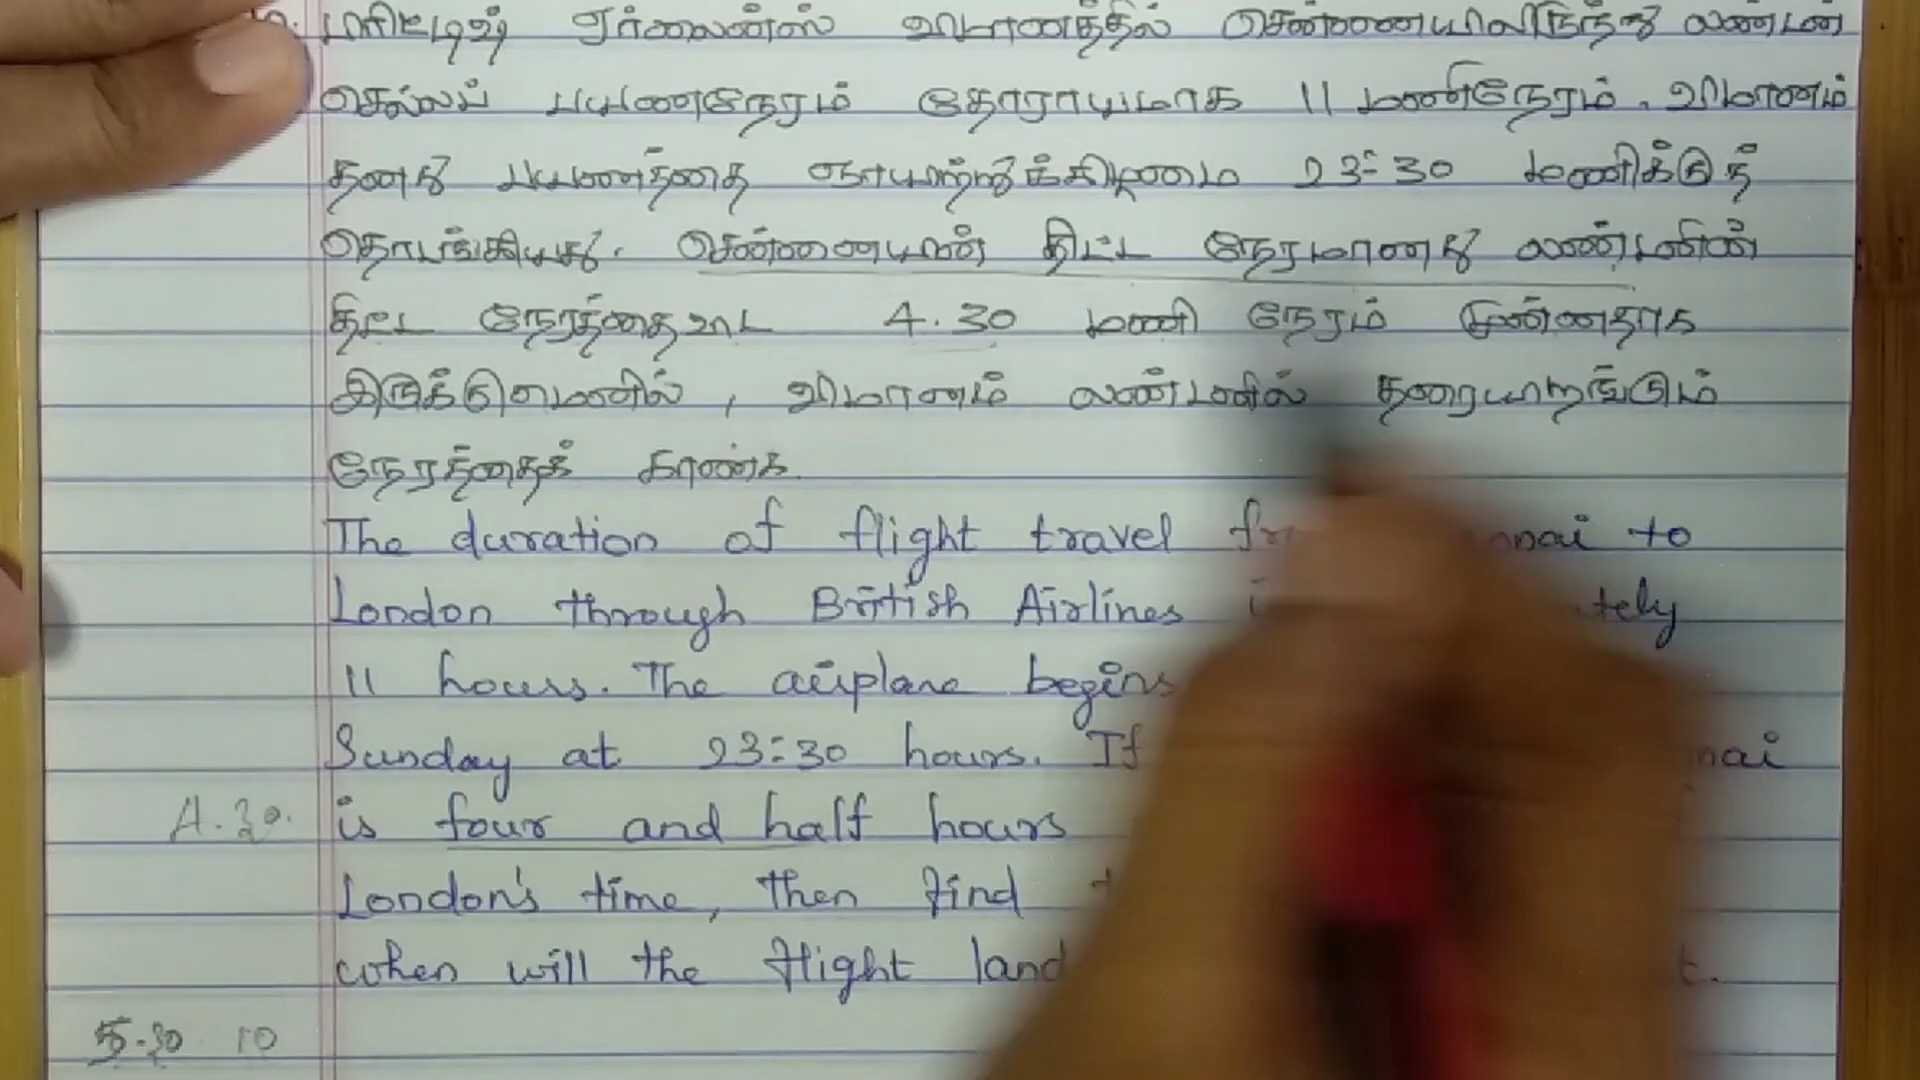 பிரிட்டிஷ் ஏர்லைன்ஸ் விமானத்தில் சென்னையிலிருந்து லண்டன்
செல்லப் பயணநேரம் தோராயமாக 11 மணிநேரம். விமானம்
தனது பயணத்தை ஞாயிற்றுக்கிழமை 23:30 மணிக்குத்
தொடங்கியது. சென்னையின் திட்ட நேரமானது லண்டனின்
திட்ட நேரத்தைவிட 4.30 மணி நேரம் முன்னதாக
இருக்குமெனில், விமானம் லண்டனில் தரையிறங்கும்
நேரத்தைக் காண்க.
The duration of flight travel to
London through British Airlines
11 hours. The airplane begins
Sunday at 23:30 hours. If
4.30. is four and half hours
London's time, then find
when will the flight land
5.30 10